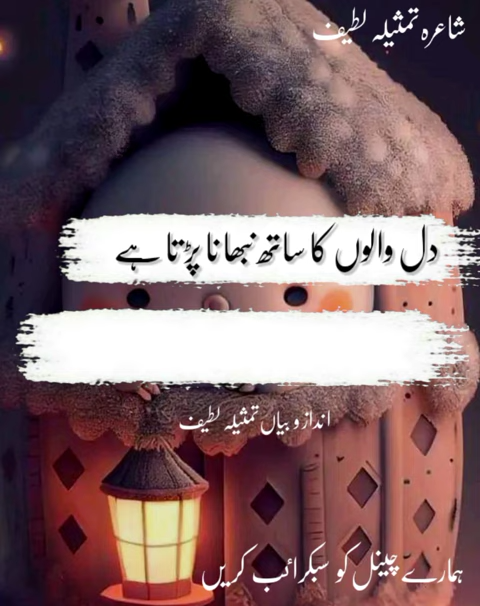 شاعرہ تمثیلہ لطیف
دل والوں کا ساتھ نبھانا پڑتا ہے
انداز و بیاں تمثیلہ لطیف
ہمارے چینل کو سبکرائب کریں